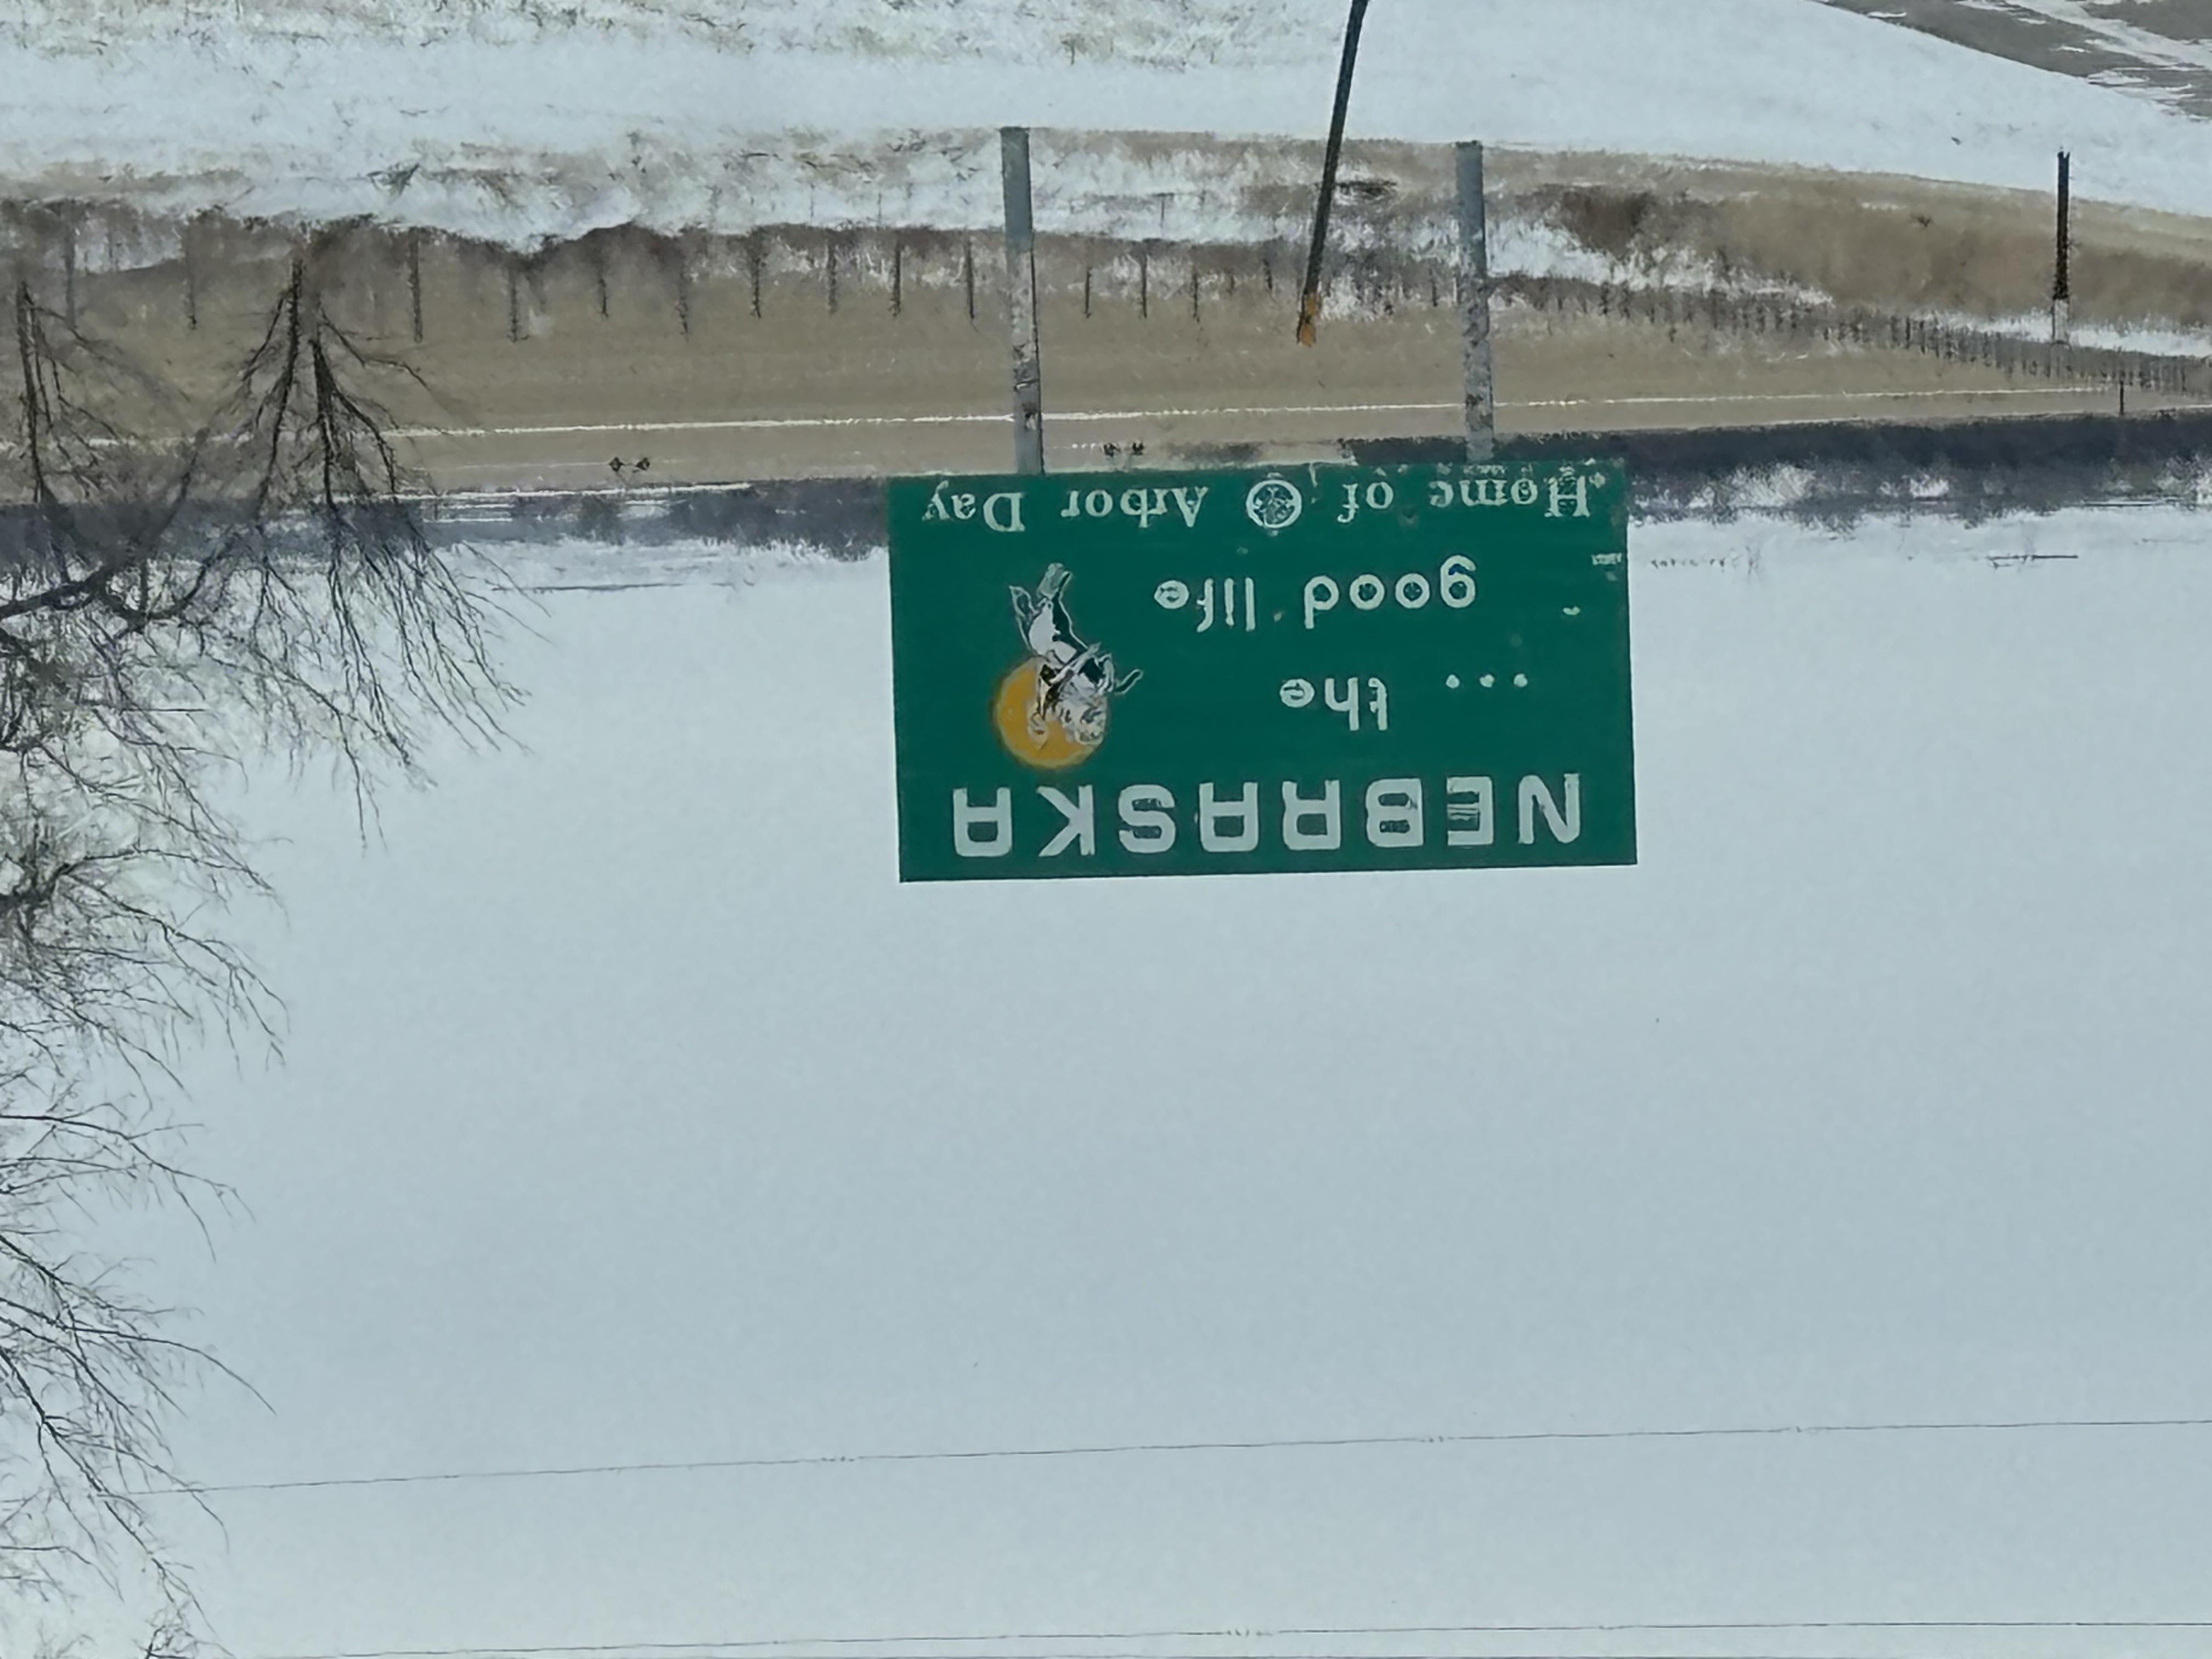 NEBRASKA
... the
good life
Home of Arbor Day